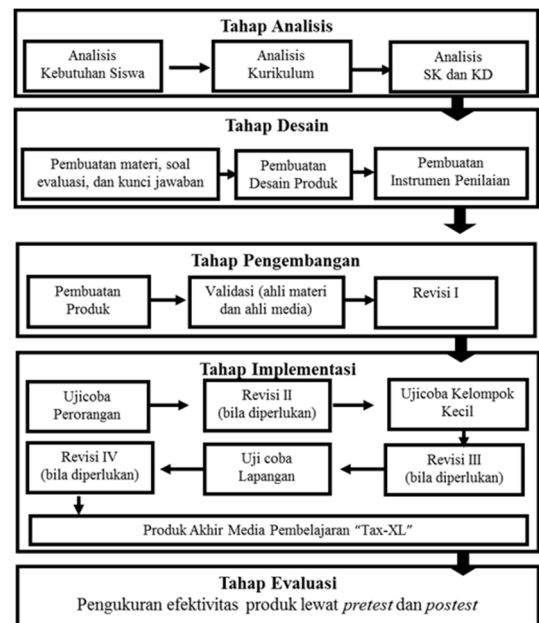 Tahap Analisis
Analisis
Kebutuhan Siswa
Analisis
Kurikulum
Analisis
SK dan KD
Tahap Desain
Pembuatan materi, soal
evaluasi, dan kunci jawaban
Pembuatan
Desain Produk
Pembuatan
Instrumen Penilaian
Tahap Pengembangan
Pembuatan
Produk
Validasi (ahli materi
dan ahli media)
Revisi I
Tahap Implementasi
Ujicoba
Perorangan
Revisi II
(bila diperlukan)
Ujicoba Kelompok
Kecil
Revisi III
(bila diperlukan)
Uji coba
Lapangan
Revisi IV
(bila diperlukan)
Produk Akhir Media Pembelajaran “Tax-XL”
Tahap Evaluasi
Pengukuran efektivitas produk lewat pretest dan postest